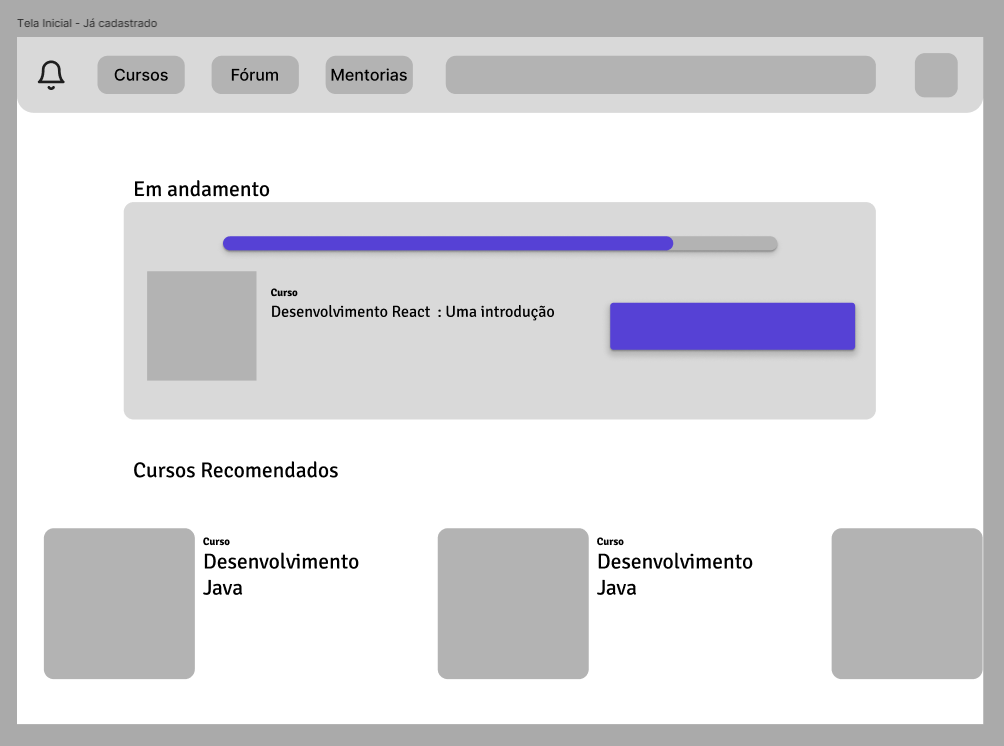 Tela Inicial - Já cadastrado
Cursos
Fórum
Mentorias
Em andamento
Curso
Desenvolvimento React : Uma introdução
Cursos Recomendados
Curso
Desenvolvimento
Java
Curso
Desenvolvimento
Java